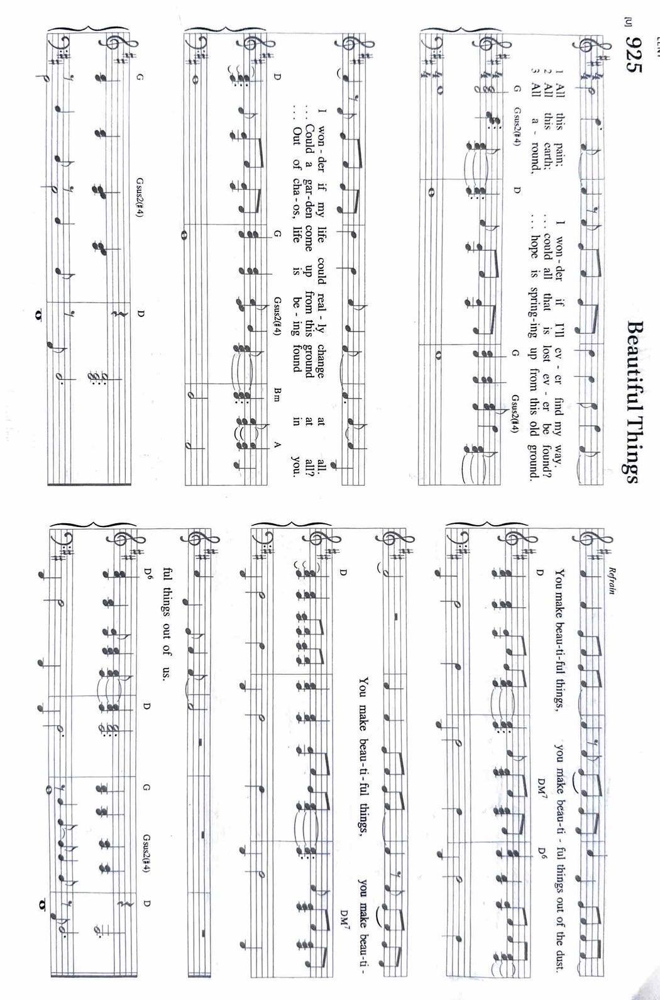 LENT
[U] 925 Beautiful Things
G Gsus2(#4) D G Gsus2(#4)
1 All this pain; I won-der if I'll ev-er find my way.
2 All this earth; ... could all that is lost ev-er be found?
3 All a-round, ... hope is spring-ing up from this old ground.
D G Gsus2(#4) Bm A
I won-der if my life could real-ly change at all.
... Could a gar-den come up from this ground at all?
... Out of cha-os, life is be-ing found in you.
G Gsus2(#4) D
Refrain
You make beau-ti-ful things, you make beau-ti-ful things out of the dust.
D DM7 D6
You make beau-ti-ful things, you make beau-ti-
D DM7
ful things out of us.
D6 D G Gsus2(#4) D